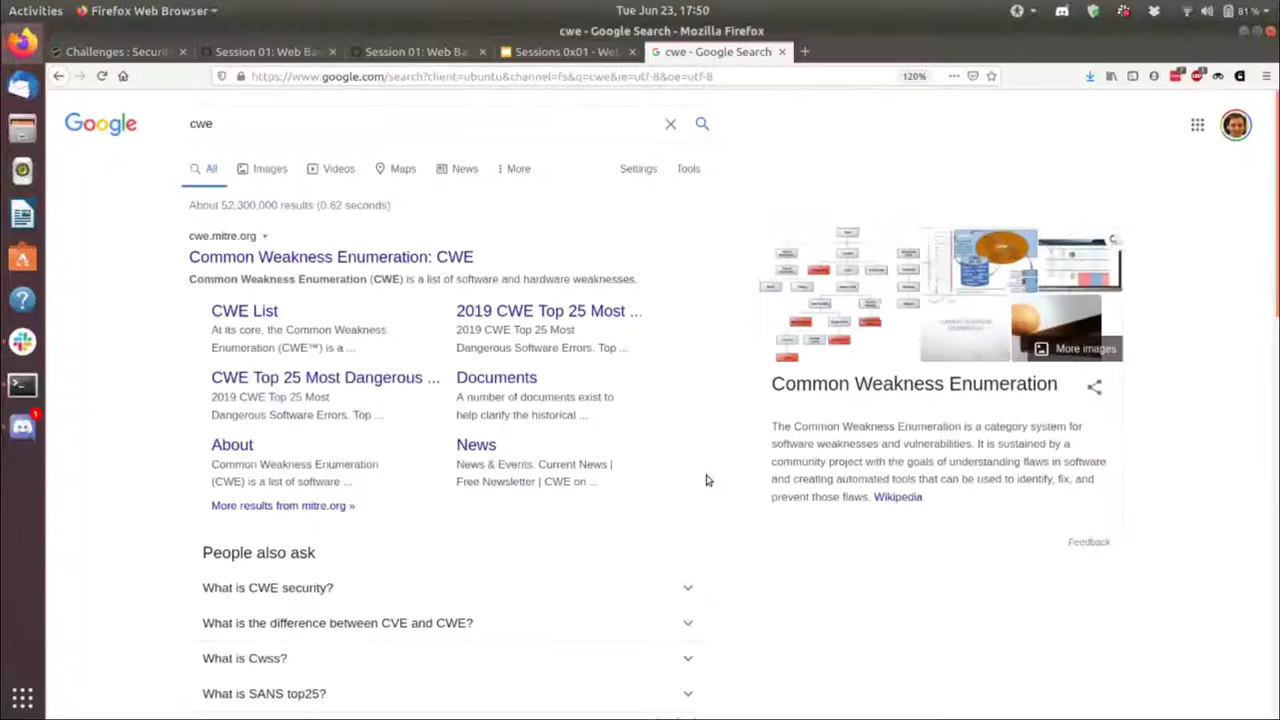 Activities
Firefox Web Browser
Tue Jun 23, 17:50
81%
cwe - Google Search - Mozilla Firefox
Challenges : Securi
Session 01: Web Ba
Session 01: Web Ba
Sessions 0x01 - We
cwe - Google Search
https://www.google.com/search?client=ubuntu&channel=fs&q=cwe&ie=utf-8&oe=utf-8
120%
Google
cwe
All
Images
Videos
Maps
News
More
Settings
Tools
About 52,300,000 results (0.62 seconds)
cwe.mitre.org
Common Weakness Enumeration: CWE
Common Weakness Enumeration (CWE) is a list of software and hardware weaknesses.
CWE List
At its core, the Common Weakness
Enumeration (CWE™) is a ...
2019 CWE Top 25 Most ...
2019 CWE Top 25 Most
Dangerous Software Errors. Top ...
CWE Top 25 Most Dangerous ...
2019 CWE Top 25 Most
Dangerous Software Errors. Top ...
Documents
A number of documents exist to
help clarify the historical ...
About
Common Weakness Enumeration
(CWE) is a list of software ...
News
News & Events. Current News |
Free Newsletter | CWE on ...
More results from mitre.org »
People also ask
What is CWE security?
What is the difference between CVE and CWE?
What is Cwss?
What is SANS top25?
More images
Common Weakness Enumeration
The Common Weakness Enumeration is a category system for
software weaknesses and vulnerabilities. It is sustained by a
community project with the goals of understanding flaws in software
and creating automated tools that can be used to identify, fix, and
prevent those flaws. Wikipedia
Feedback
1